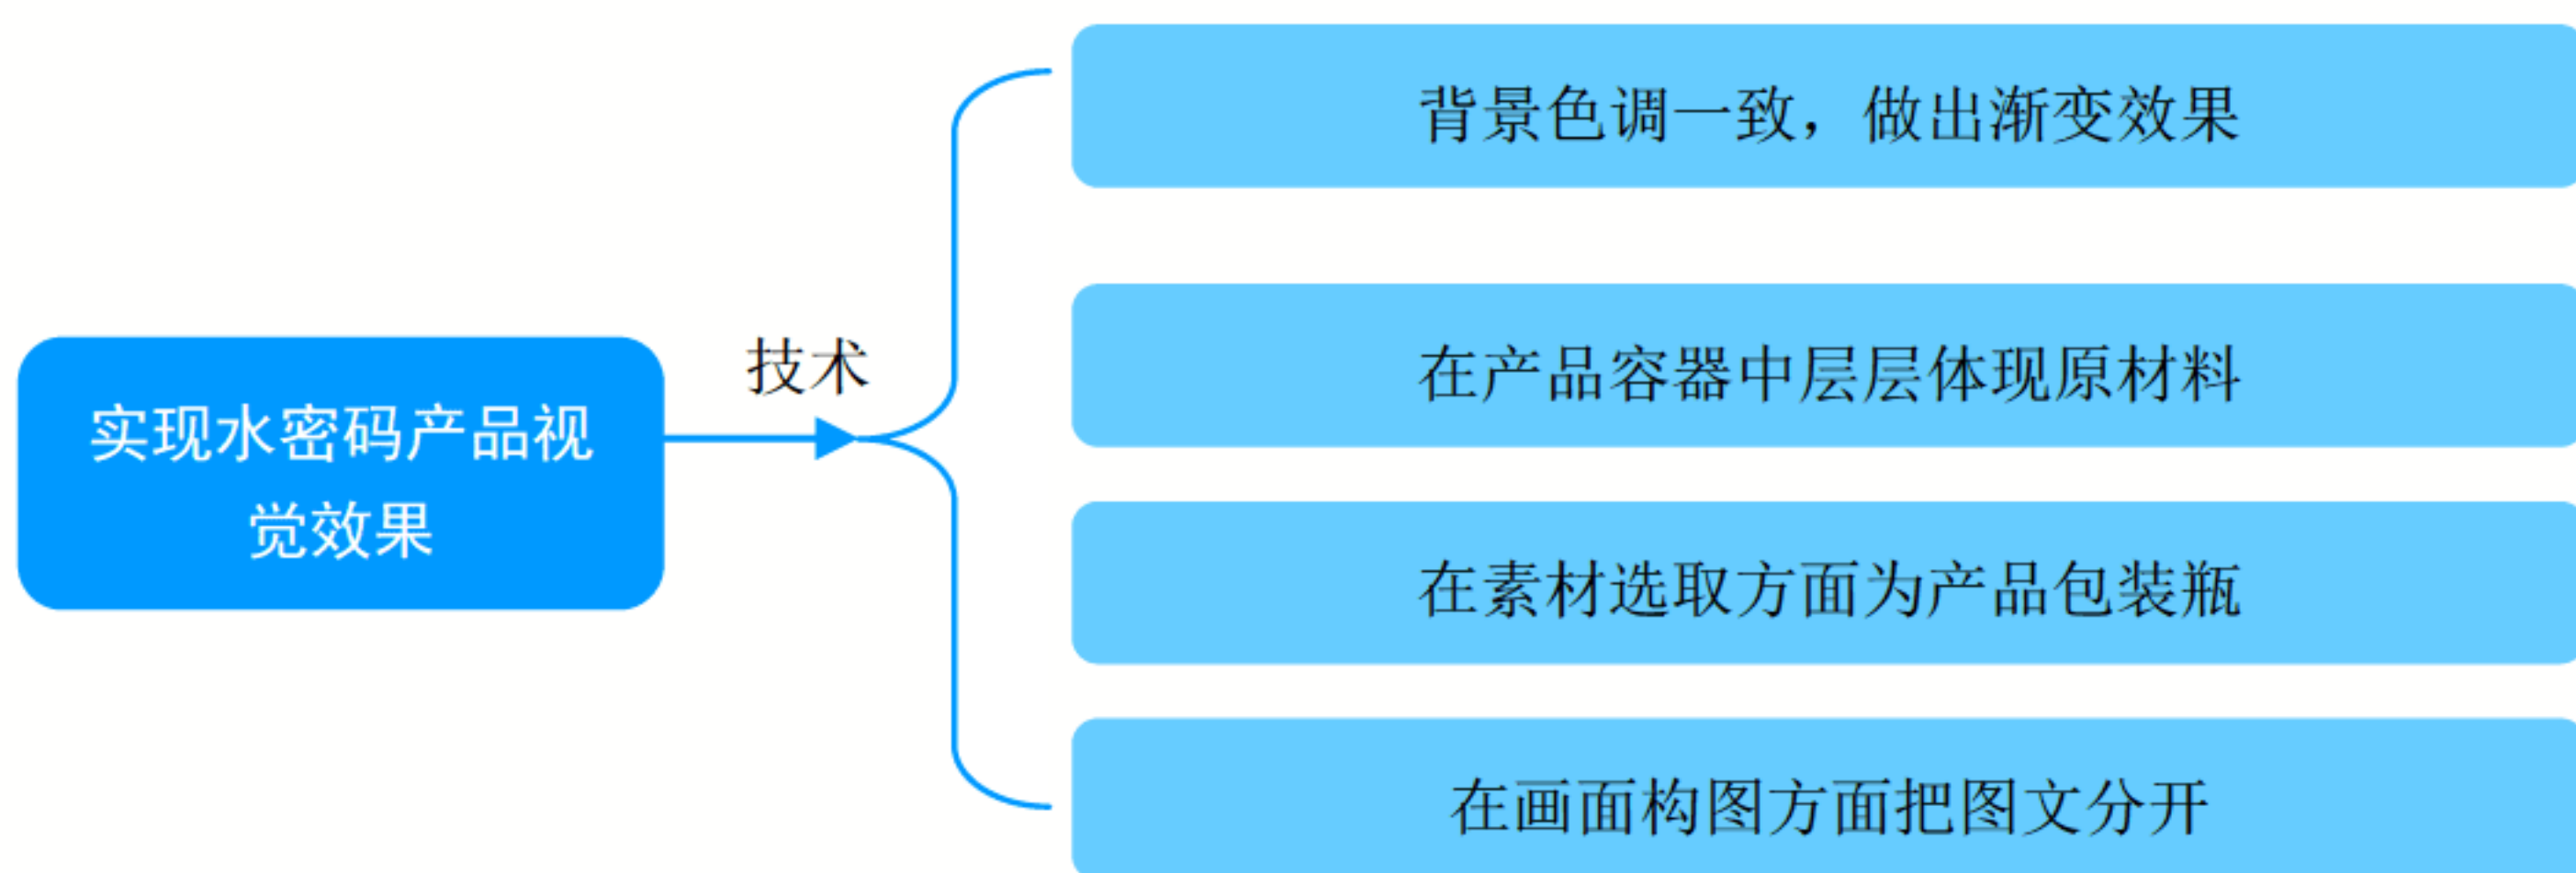 实现水密码产品视
觉效果
技术
背景色调一致，做出渐变效果
在产品容器中层层体现原材料
在素材选取方面为产品包装瓶
在画面构图方面把图文分开